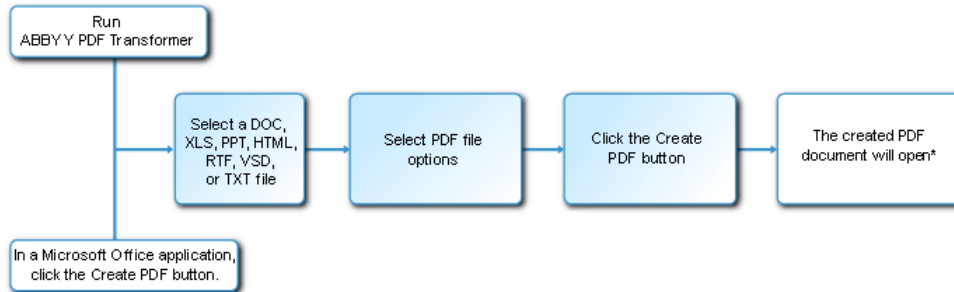 Run
ABBYY PDF Transformer
Select a DOC,
XLS, PPT, HTML,
RTF, VSD,
or TXT file
Select PDF file
options
Click the Create
PDF button
The created PDF
document will open*
In a Microsoft Office application,
click the Create PDF button.